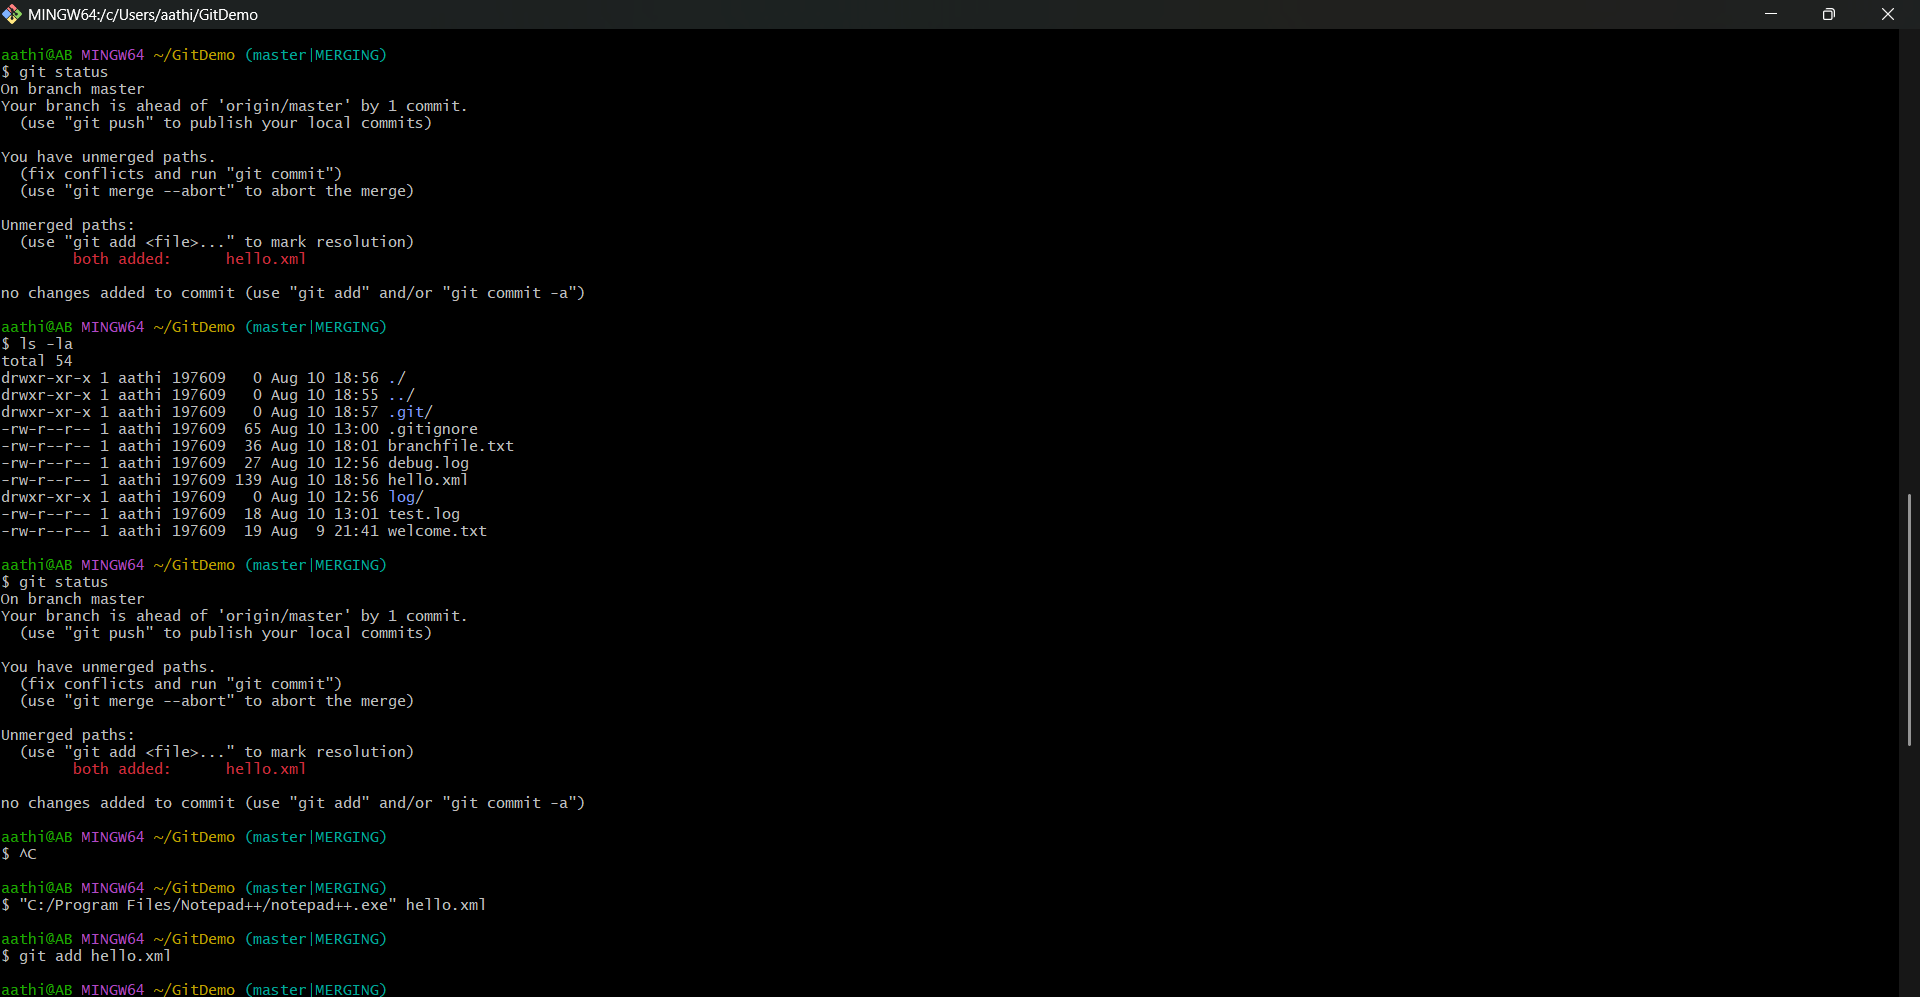 MINGW64:/c/Users/aathi/GitDemo
aathi@AB MINGW64 ~/GitDemo (master|MERGING)
$ git status
On branch master
Your branch is ahead of 'origin/master' by 1 commit.
  (use "git push" to publish your local commits)

You have unmerged paths.
  (fix conflicts and run "git commit")
  (use "git merge --abort" to abort the merge)

Unmerged paths:
  (use "git add <file>..." to mark resolution)
        both added:      hello.xml

no changes added to commit (use "git add" and/or "git commit -a")

aathi@AB MINGW64 ~/GitDemo (master|MERGING)
$ ls -la
total 54
drwxr-xr-x 1 aathi 197609   0 Aug 10 18:56 ./
drwxr-xr-x 1 aathi 197609   0 Aug 10 18:55 ../
drwxr-xr-x 1 aathi 197609   0 Aug 10 18:57 .git/
-rw-r--r-- 1 aathi 197609  65 Aug 10 13:00 .gitignore
-rw-r--r-- 1 aathi 197609  36 Aug 10 18:01 branchfile.txt
-rw-r--r-- 1 aathi 197609  27 Aug 10 12:56 debug.log
-rw-r--r-- 1 aathi 197609 139 Aug 10 18:56 hello.xml
drwxr-xr-x 1 aathi 197609   0 Aug 10 12:56 log/
-rw-r--r-- 1 aathi 197609  18 Aug 10 13:01 test.log
-rw-r--r-- 1 aathi 197609  19 Aug  9 21:41 welcome.txt

aathi@AB MINGW64 ~/GitDemo (master|MERGING)
$ git status
On branch master
Your branch is ahead of 'origin/master' by 1 commit.
  (use "git push" to publish your local commits)

You have unmerged paths.
  (fix conflicts and run "git commit")
  (use "git merge --abort" to abort the merge)

Unmerged paths:
  (use "git add <file>..." to mark resolution)
        both added:      hello.xml

no changes added to commit (use "git add" and/or "git commit -a")

aathi@AB MINGW64 ~/GitDemo (master|MERGING)
$ ^C

aathi@AB MINGW64 ~/GitDemo (master|MERGING)
$ "C:/Program Files/Notepad++/notepad++.exe" hello.xml

aathi@AB MINGW64 ~/GitDemo (master|MERGING)
$ git add hello.xml

aathi@AB MINGW64 ~/GitDemo (master|MERGING)